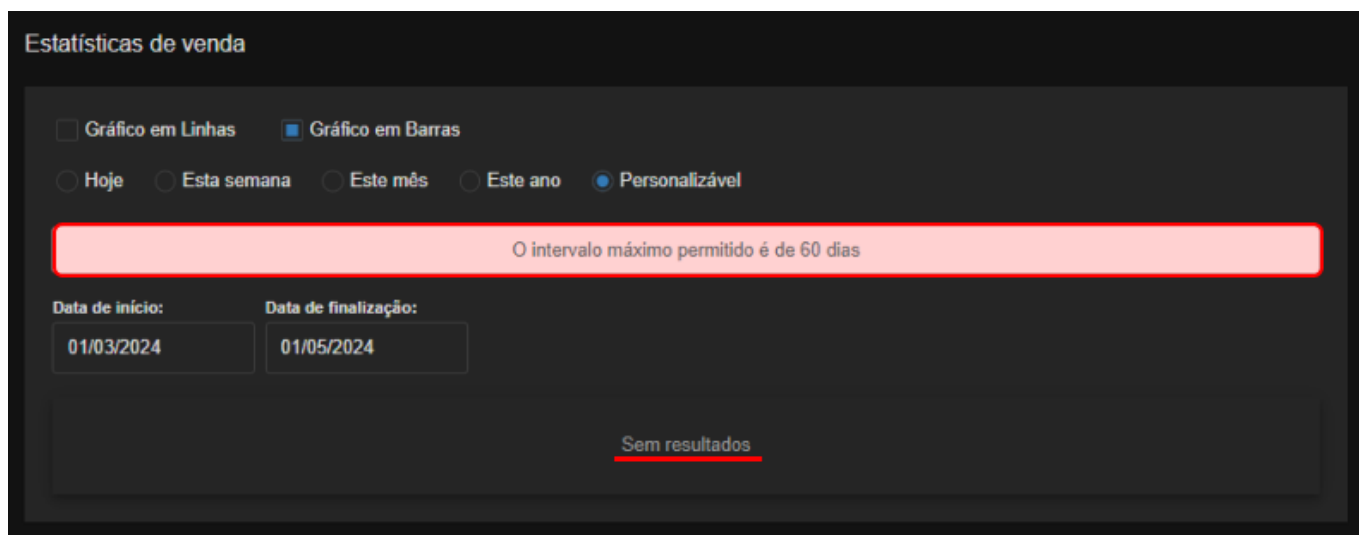 Estatísticas de venda
Gráfico em Linhas Gráfico em Barras
Hoje Esta semana Este mês Este ano Personalizável
O intervalo máximo permitido é de 60 dias
Data de início: Data de finalização:
01/03/2024 01/05/2024
Sem resultados